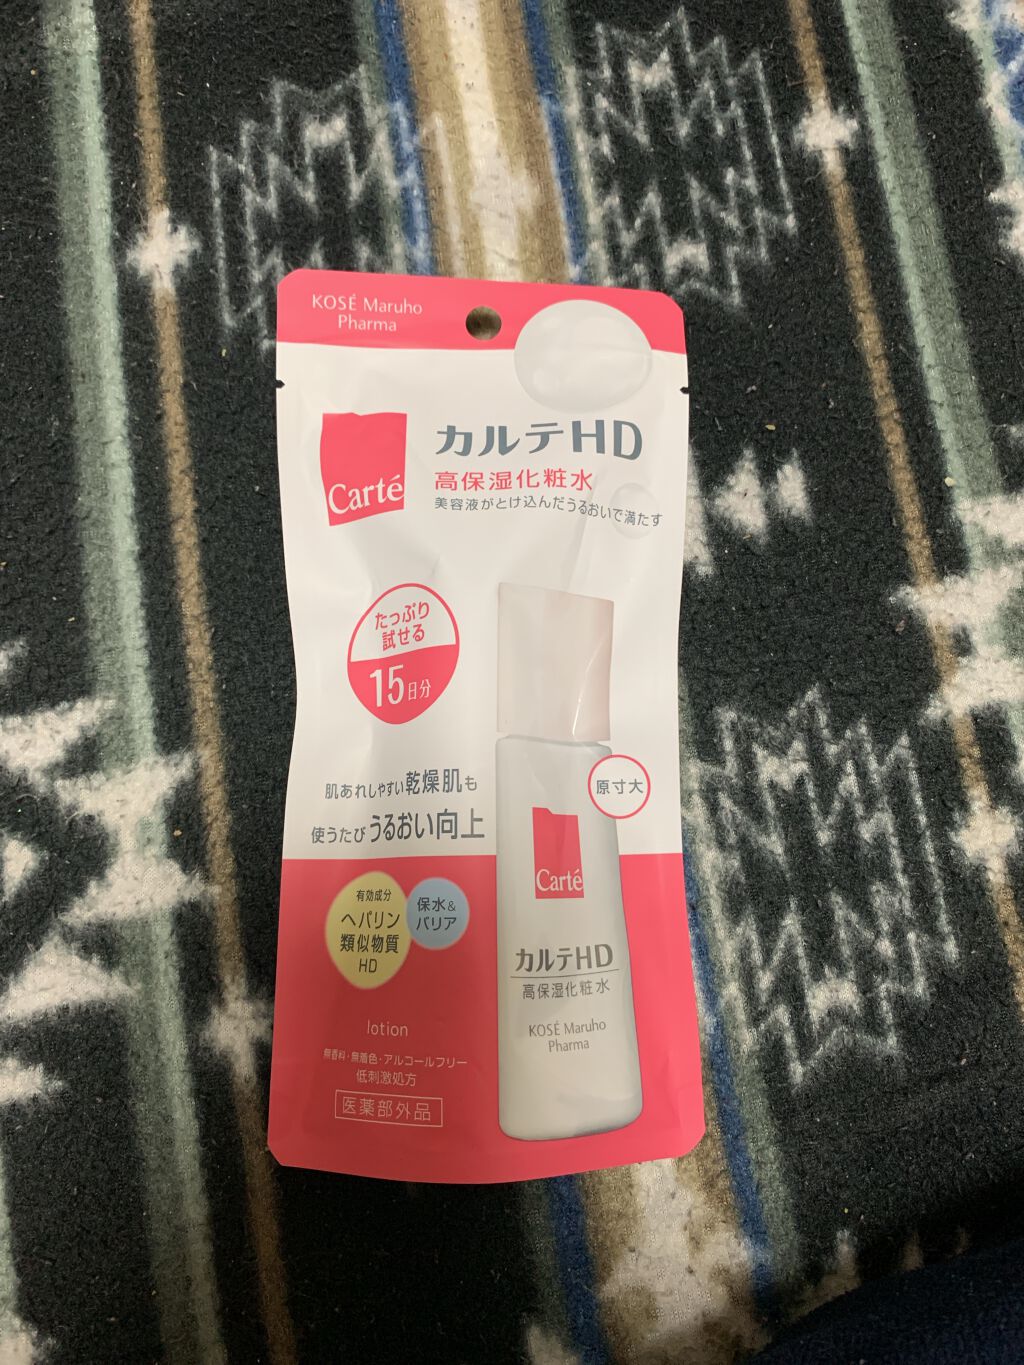 KOSÉ Maruho
Pharma
Carté
カルテHD
高保湿化粧水
美容液がとけ込んだうるおいで満たす
たっぷり
試せる
15日分
肌あれしやすい乾燥肌も
使うたびうるおい向上
原寸大
有効成分
ヘパリン
類似物質
HD
保水&
バリア
lotion
無香料・無着色・アルコールフリー
低刺激処方
医薬部外品
Carté
カルテHD
高保湿化粧水
KOSÉ Maruho
Pharma